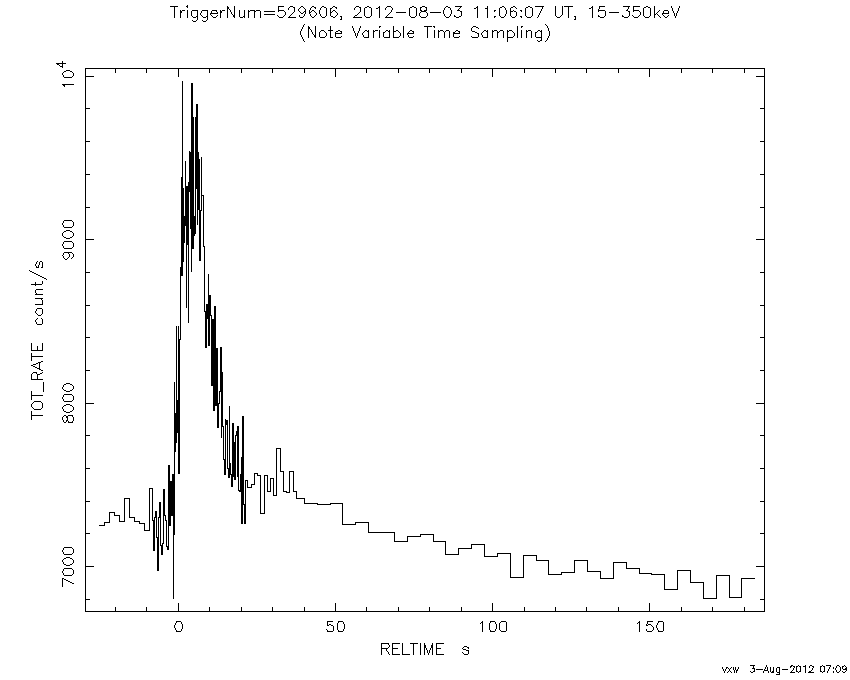 TriggerNum=529606, 2012-08-03 11:06:07 UT, 15-350keV
(Note Variable Time Sampling)
10^4
9000
8000
7000
TOT_RATE count/s
0 50 100 150
RELTIME s
vxw 3-Aug-2012 07:09